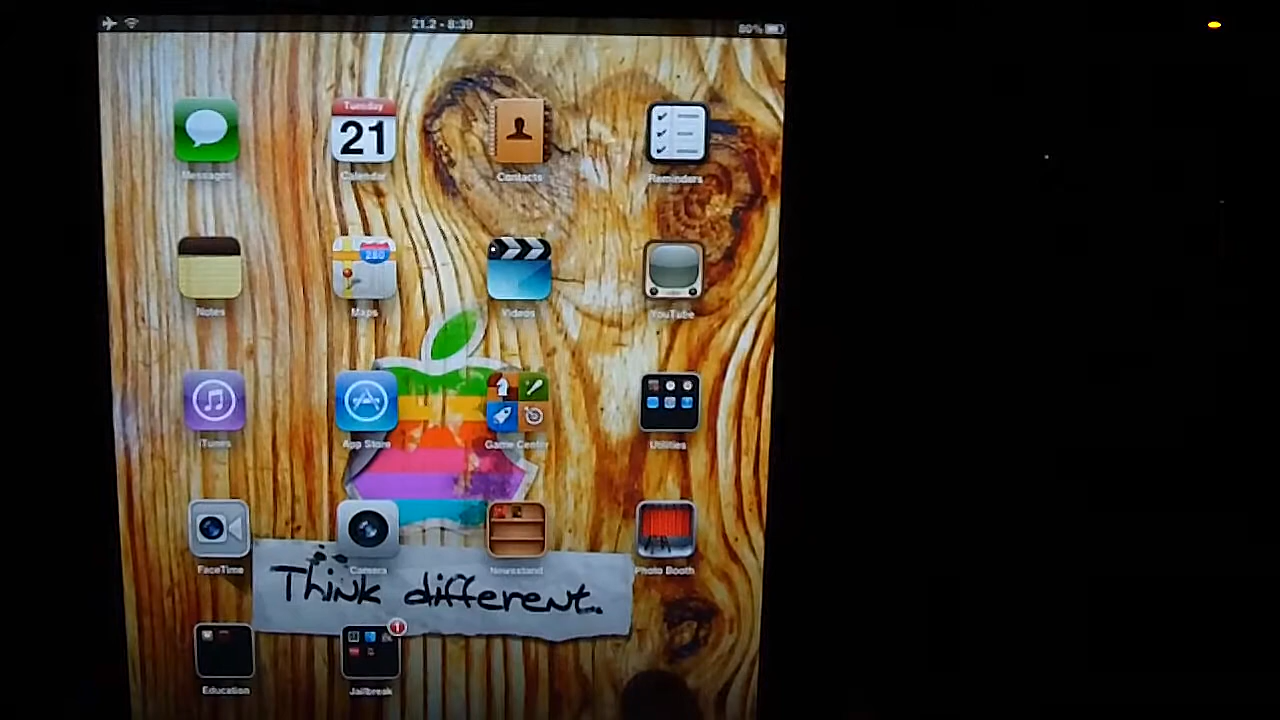 21.2 - 8:39 80%
Tuesday
21
Messages Calendar Contacts Reminders
280
Notes Maps Videos YouTube
iTunes App Store Game Center Utilities
FaceTime Camera Newsstand Photo Booth
Think different.
1
Education Jailbreak